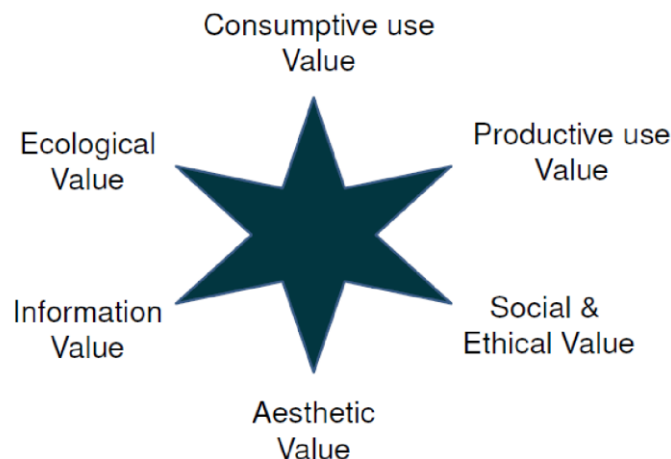 Consumptive use
Value
Ecological
Value
Productive use
Value
Information
Value
Social &
Ethical Value
Aesthetic
Value